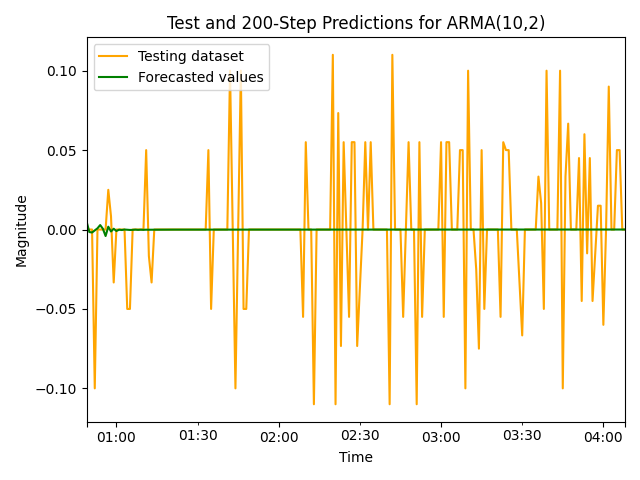 Test and 200-Step Predictions for ARMA(10,2)
Testing dataset
Forecasted values
Magnitude
0.10
0.05
0.00
−0.05
−0.10
01:00
01:30
02:00
02:30
03:00
03:30
04:00
Time